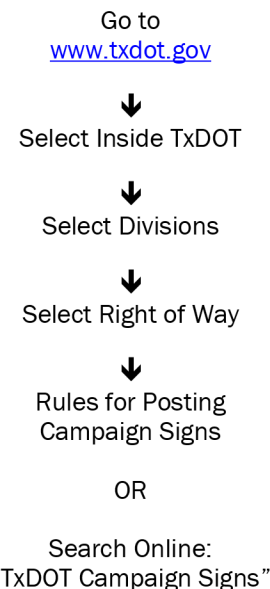 Go to
www.txdot.gov
🡻
Select Inside TxDOT
🡻
Select Divisions
🡻
Select Right of Way
🡻
Rules for Posting
Campaign Signs
OR
Search Online:
TxDOT Campaign Signs”